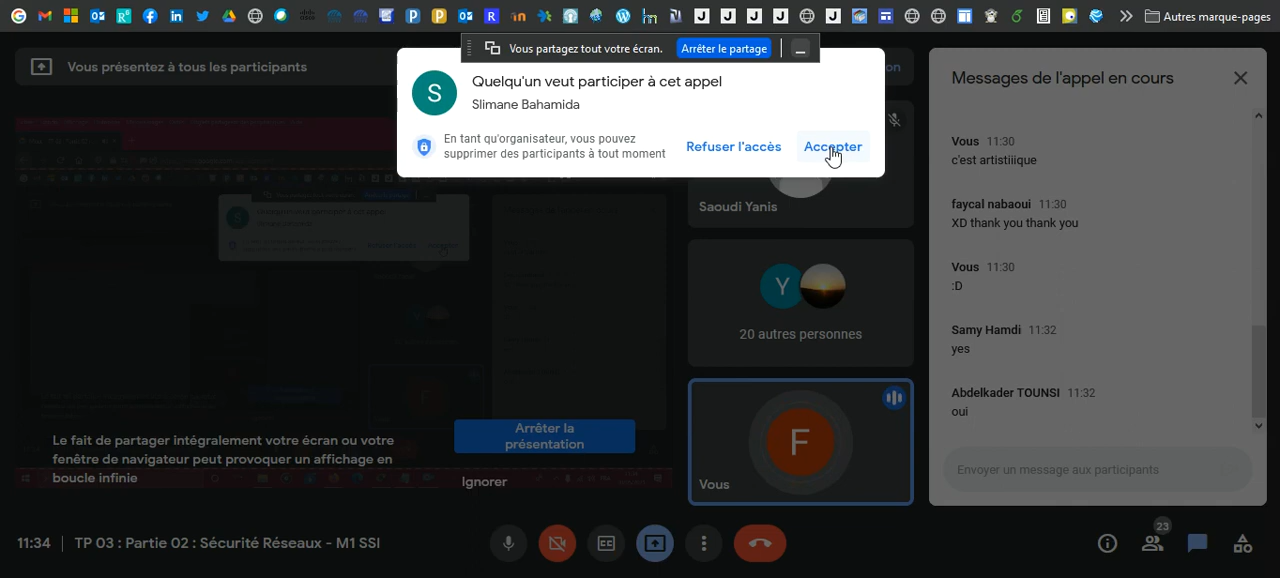 Autres marque-pages
Vous partagez tout votre écran.
Arrêter le partage
Vous présentez à tous les participants
Quelqu'un veut participer à cet appel
S
Slimane Bahamida
En tant qu'organisateur, vous pouvez
supprimer des participants à tout moment
Refuser l'accès
Accepter
Saoudi Yanis
Y
20 autres personnes
F
Vous
Le fait de partager intégralement votre écran ou votre
fenêtre de navigateur peut provoquer un affichage en
boucle infinie
Arrêter la
présentation
Ignorer
Messages de l'appel en cours
Vous 11:30
c'est artistiiique
faycal nabaoui 11:30
XD thank you thank you
Vous 11:30
:D
Samy Hamdi 11:32
yes
Abdelkader TOUNSI 11:32
oui
Envoyer un message aux participants
11:34 | TP 03 : Partie 02 : Sécurité Réseaux - M1 SSI
23